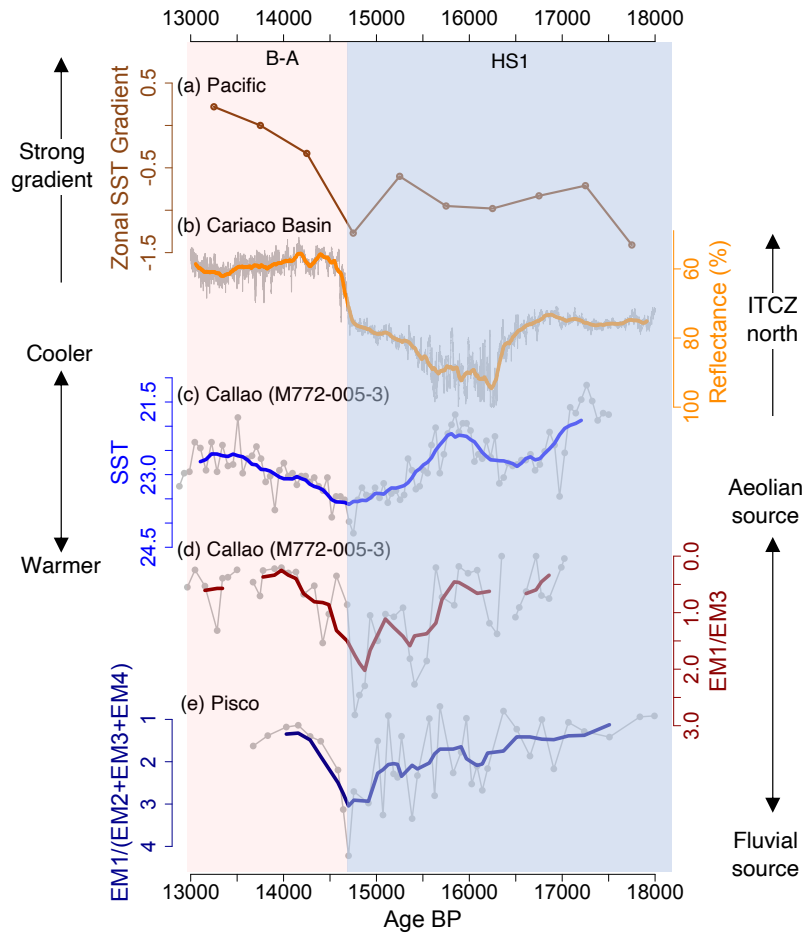 13000 14000 15000 16000 17000 18000
B-A
HS1
(a) Pacific
0.5
-0.5
-1.5
Zonal SST Gradient
Strong
gradient
(b) Cariaco Basin
60
80
100
Reflectance (%)
ITCZ
north
Cooler
(c) Callao (M772-005-3)
21.5
23.0
24.5
SST
Warmer
Aeolian
source
(d) Callao (M772-005-3)
0.0
1.0
2.0
3.0
EM1/EM3
(e) Pisco
1
2
3
4
EM1/(EM2+EM3+EM4)
Fluvial
source
13000 14000 15000 16000 17000 18000
Age BP